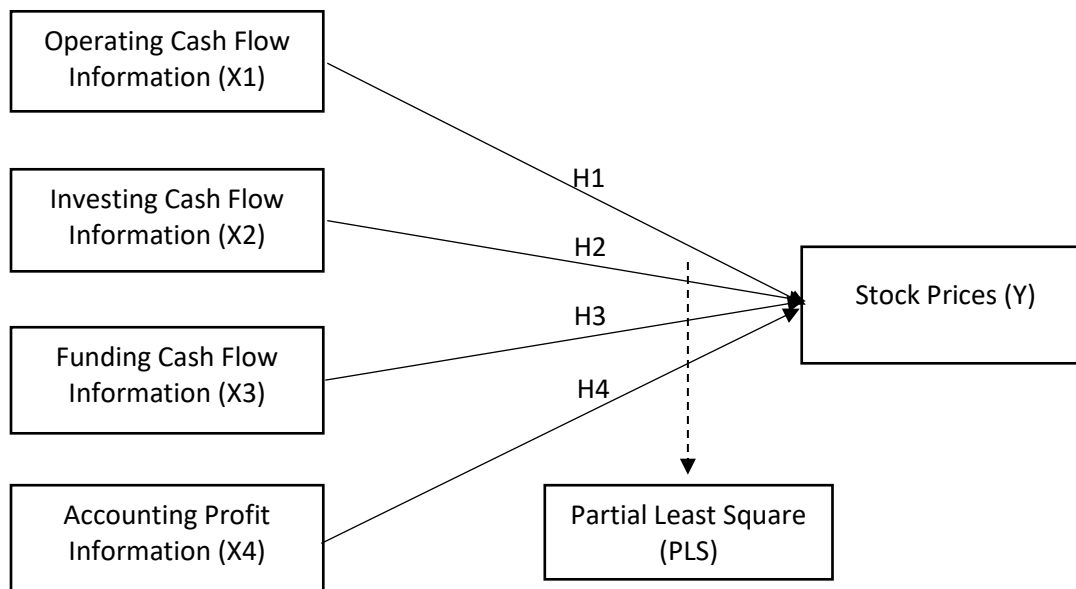 Operating Cash Flow
Information (X1)
H1
Investing Cash Flow
Information (X2)
H2
Stock Prices (Y)
H3
Funding Cash Flow
Information (X3)
H4
Accounting Profit
Information (X4)
Partial Least Square
(PLS)